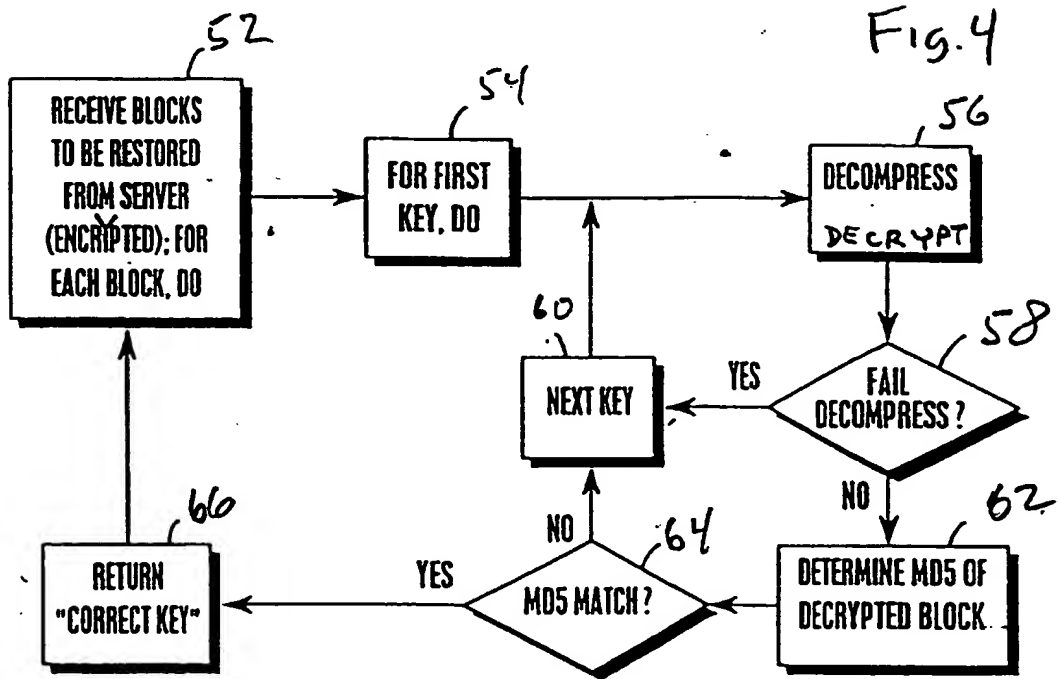 Fig. 4
52
RECEIVE BLOCKS
TO BE RESTORED
FROM SERVER
(ENCRYPTED); FOR
EACH BLOCK, DO
54
FOR FIRST
KEY, DO
56
DECOMPRESS
DECRYPT
58
FAIL
DECOMPRESS ?
YES
NO
60
NEXT KEY
62
DETERMINE MD5 OF
DECRYPTED BLOCK
64
MD5 MATCH ?
NO
YES
66
RETURN
"CORRECT KEY"